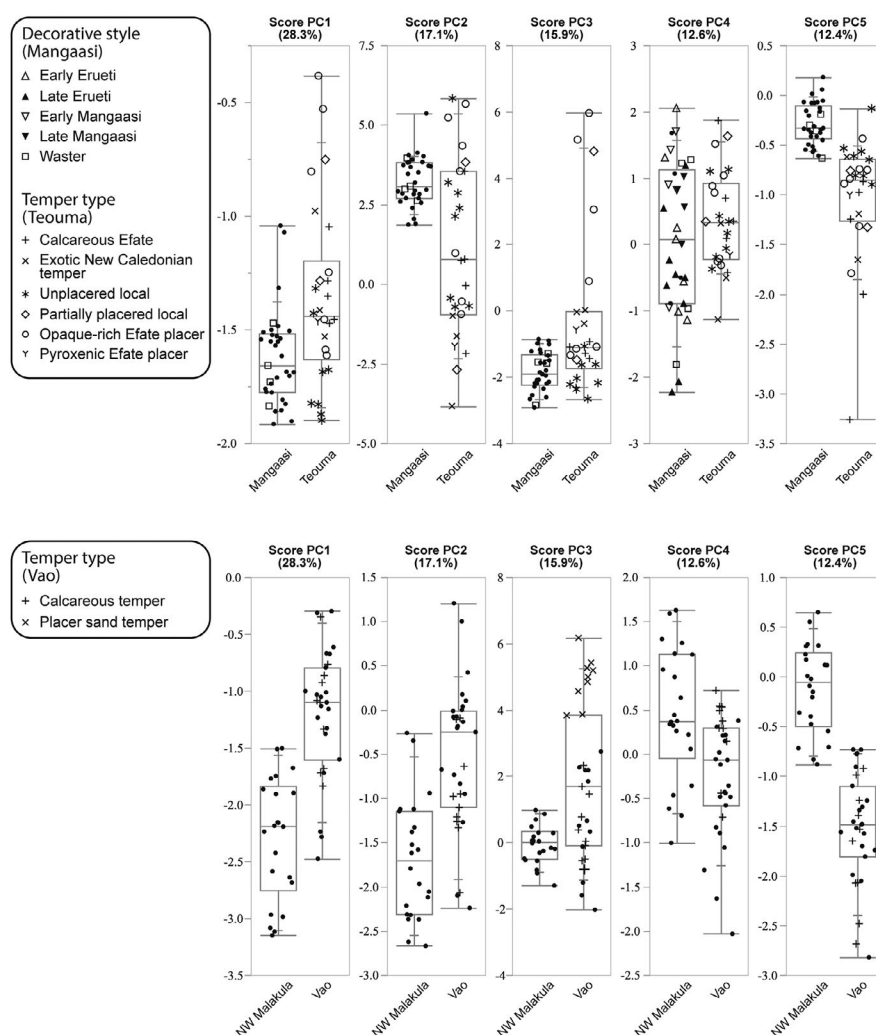 Decorative style
(Mangaasi)
Early Erueti
Late Erueti
Early Mangaasi
Late Mangaasi
Waster
Temper type
(Teouma)
Calcareous Efate
Exotic New Caledonian
temper
Unplacered local
Partially placered local
Opaque-rich Efate placer
Pyroxenic Efate placer
Score PC1
(28.3%)
-0.5
-1.0
-1.5
-2.0
Mangaasi
Teouma
Score PC2
(17.1%)
7.5
5.0
2.5
0.0
-2.5
-5.0
Mangaasi
Teouma
Score PC3
(15.9%)
8
6
4
2
0
-2
-4
Mangaasi
Teouma
Score PC4
(12.6%)
3
2
1
0
-1
-2
-3
Mangaasi
Teouma
Score PC5
(12.4%)
0.5
0.0
-0.5
-1.0
-1.5
-2.0
-2.5
-3.0
-3.5
Mangaasi
Teouma
Temper type
(Vao)
Calcareous temper
Placer sand temper
Score PC1
(28.3%)
0.0
-0.5
-1.0
-1.5
-2.0
-2.5
-3.0
-3.5
NW Malakula
Vao
Score PC2
(17.1%)
1.5
1.0
0.5
0.0
-0.5
-1.0
-1.5
-2.0
-2.5
-3.0
NW Malakula
Vao
Score PC3
(15.9%)
8
6
4
2
0
-2
-4
NW Malakula
Vao
Score PC4
(12.6%)
2.0
1.5
1.0
0.5
0.0
-0.5
-1.0
-1.5
-2.0
-2.5
NW Malakula
Vao
Score PC5
(12.4%)
1.0
0.5
0.0
-0.5
-1.0
-1.5
-2.0
-2.5
-3.0
NW Malakula
Vao